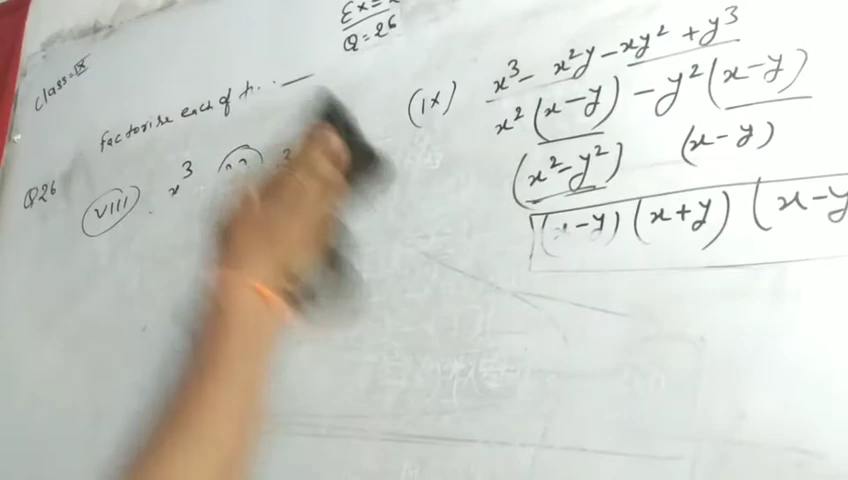 Ex=
Q=26
Class=IX
Factorise each of
Q26
(VIII) x³
(IX) x³ - x²y - xy² + y³
x² (x-y) - y² (x-y)
(x² - y²) (x-y)
(x-y) (x+y) (x-y